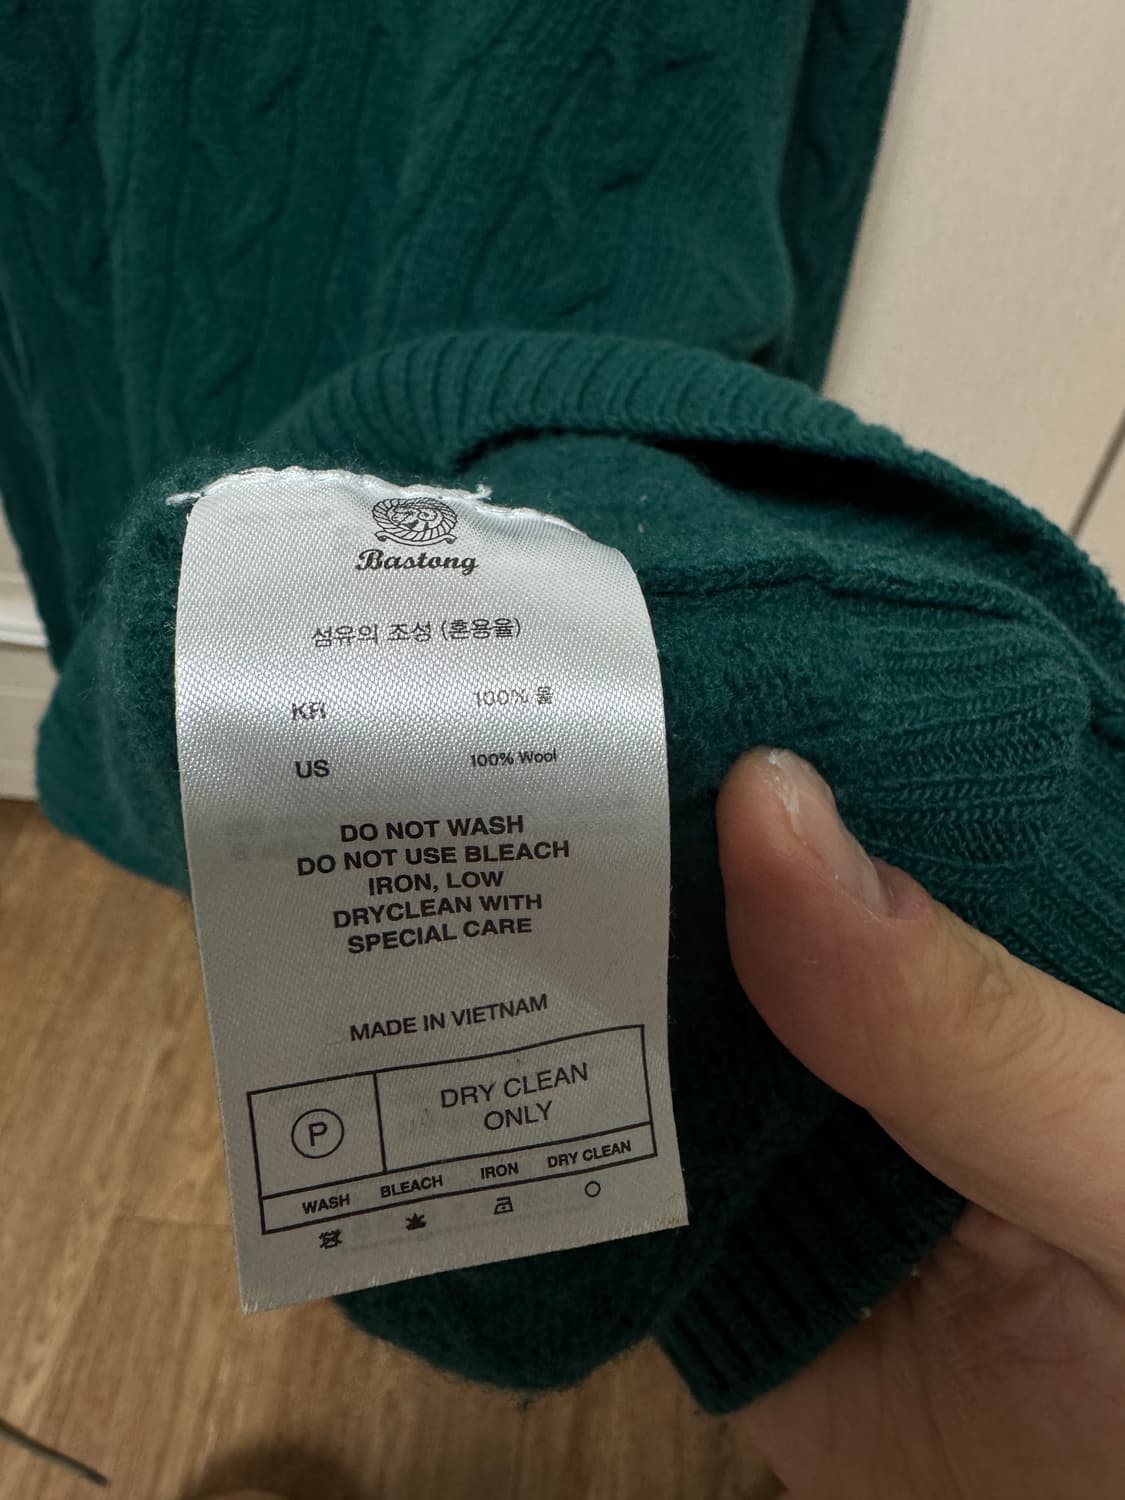 Bastong
섬유의 조성 (혼용율)
KR 100% 울
US 100% Wool
DO NOT WASH
DO NOT USE BLEACH
IRON, LOW
DRYCLEAN WITH
SPECIAL CARE
MADE IN VIETNAM
P
DRY CLEAN
ONLY
WASH BLEACH IRON DRY CLEAN